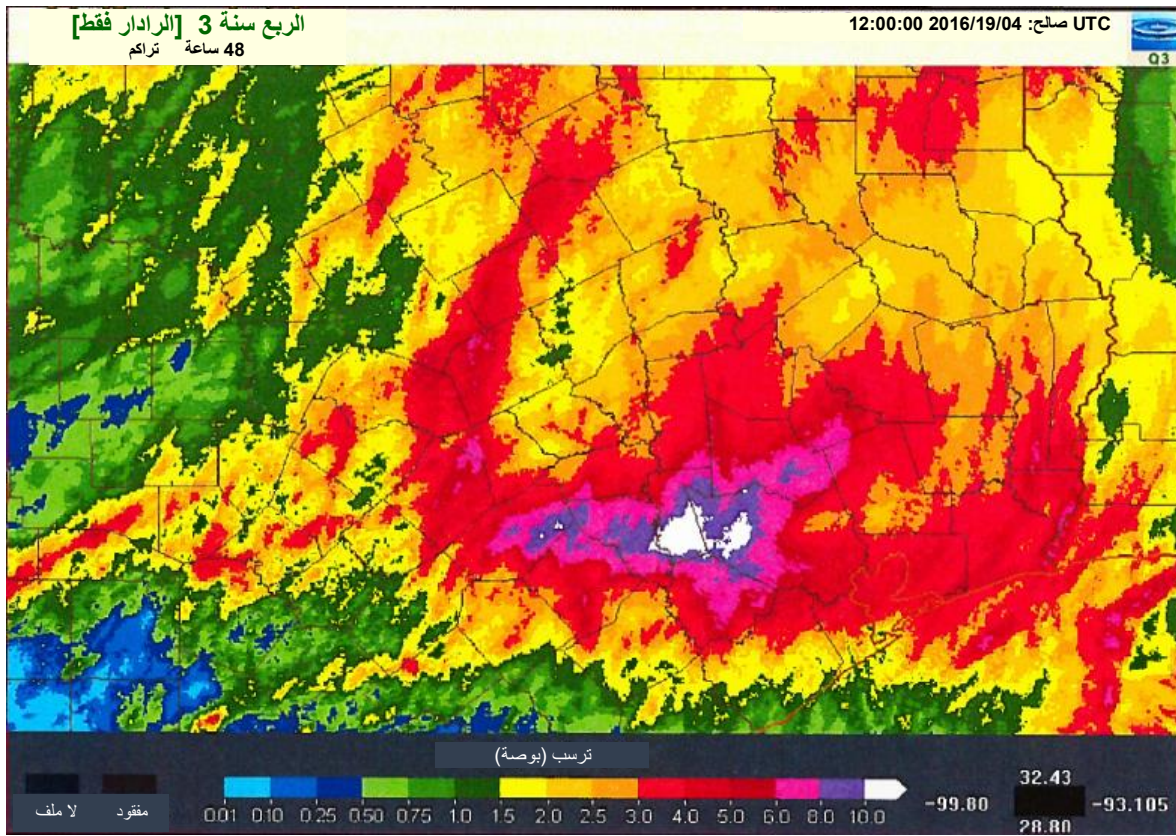 الربع سنة 3 [الرادار فقط]
48 ساعة تراكم
UTC صالح: 2016/19/04 12:00:00
Q3
ترسب (بوصة)
لا ملف
مفقود
0.01 0.10 0.25 0.50 0.75 1.0 1.5 2.0 2.5 3.0 4.0 5.0 6.0 8.0 10.0
32.43
-99.80
-93.105
28.80